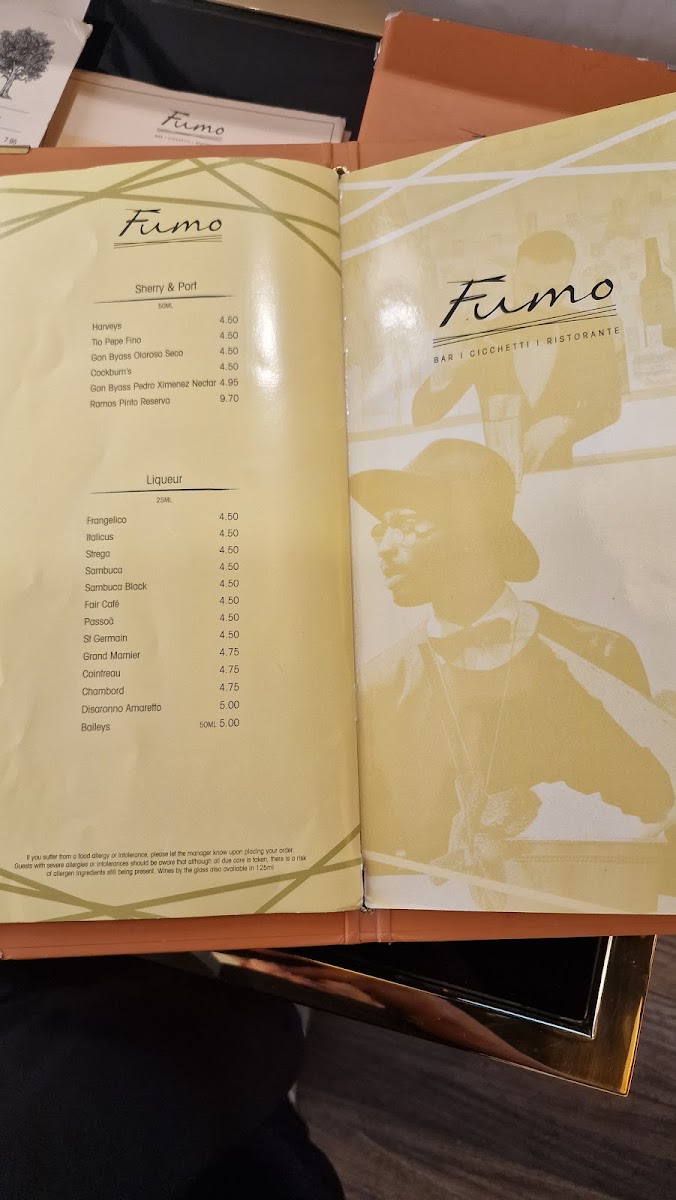 7.95
Fumo
Fumo
Sherry & Port
50ML
Harveys 4.50
Tio Pepe Fino 4.50
Gon Byass Oloroso Seco 4.50
Cockburn's 4.50
Gon Byass Pedro Ximenez Nectar 4.95
Ramos Pinto Reserva 9.70
Liqueur
25ML
Frangelico 4.50
Italicus 4.50
Strega 4.50
Sambuca 4.50
Sambuca Black 4.50
Fair Café 4.50
Passoã 4.50
St Germain 4.50
Grand Marnier 4.75
Cointreau 4.75
Chambord 4.75
Disaronno Amaretto 5.00
Baileys 50ML 5.00
If you suffer from a food allergy or intolerance, please let the manager know upon placing your order.
Guests with severe allergies or intolerances should be aware that although all due care is taken, there is a risk
of allergen ingredients still being present. Wines by the glass also available in 125ml
Fumo
BAR | CICCHETTI | RISTORANTE